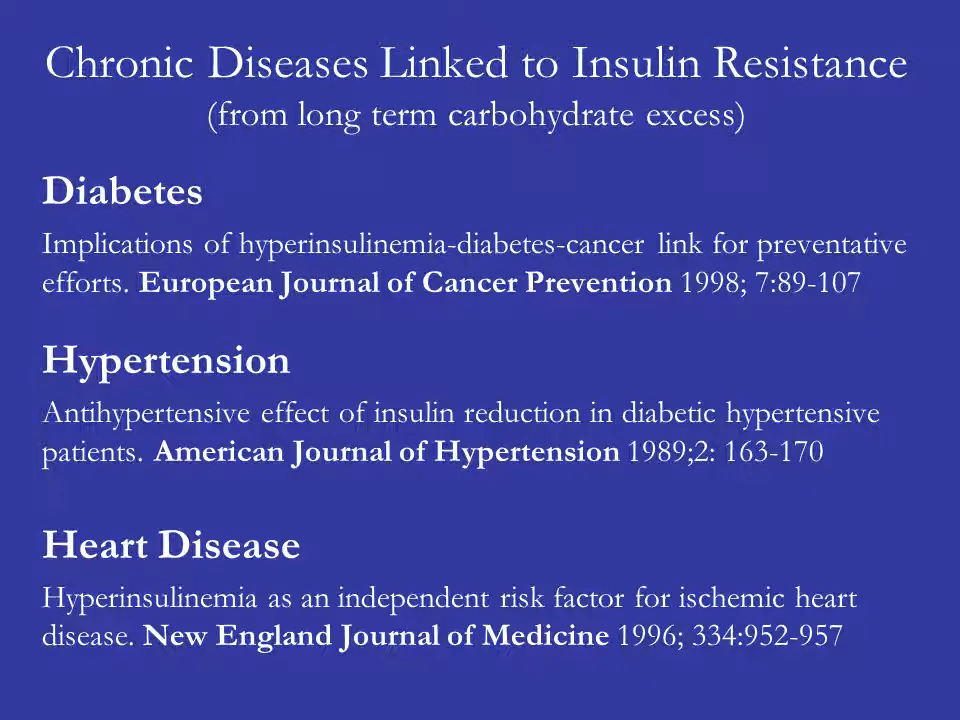 Chronic Diseases Linked to Insulin Resistance
(from long term carbohydrate excess)
Diabetes
Implications of hyperinsulinemia-diabetes-cancer link for preventative
efforts. European Journal of Cancer Prevention 1998; 7:89-107
Hypertension
Antihypertensive effect of insulin reduction in diabetic hypertensive
patients. American Journal of Hypertension 1989;2: 163-170
Heart Disease
Hyperinsulinemia as an independent risk factor for ischemic heart
disease. New England Journal of Medicine 1996; 334:952-957